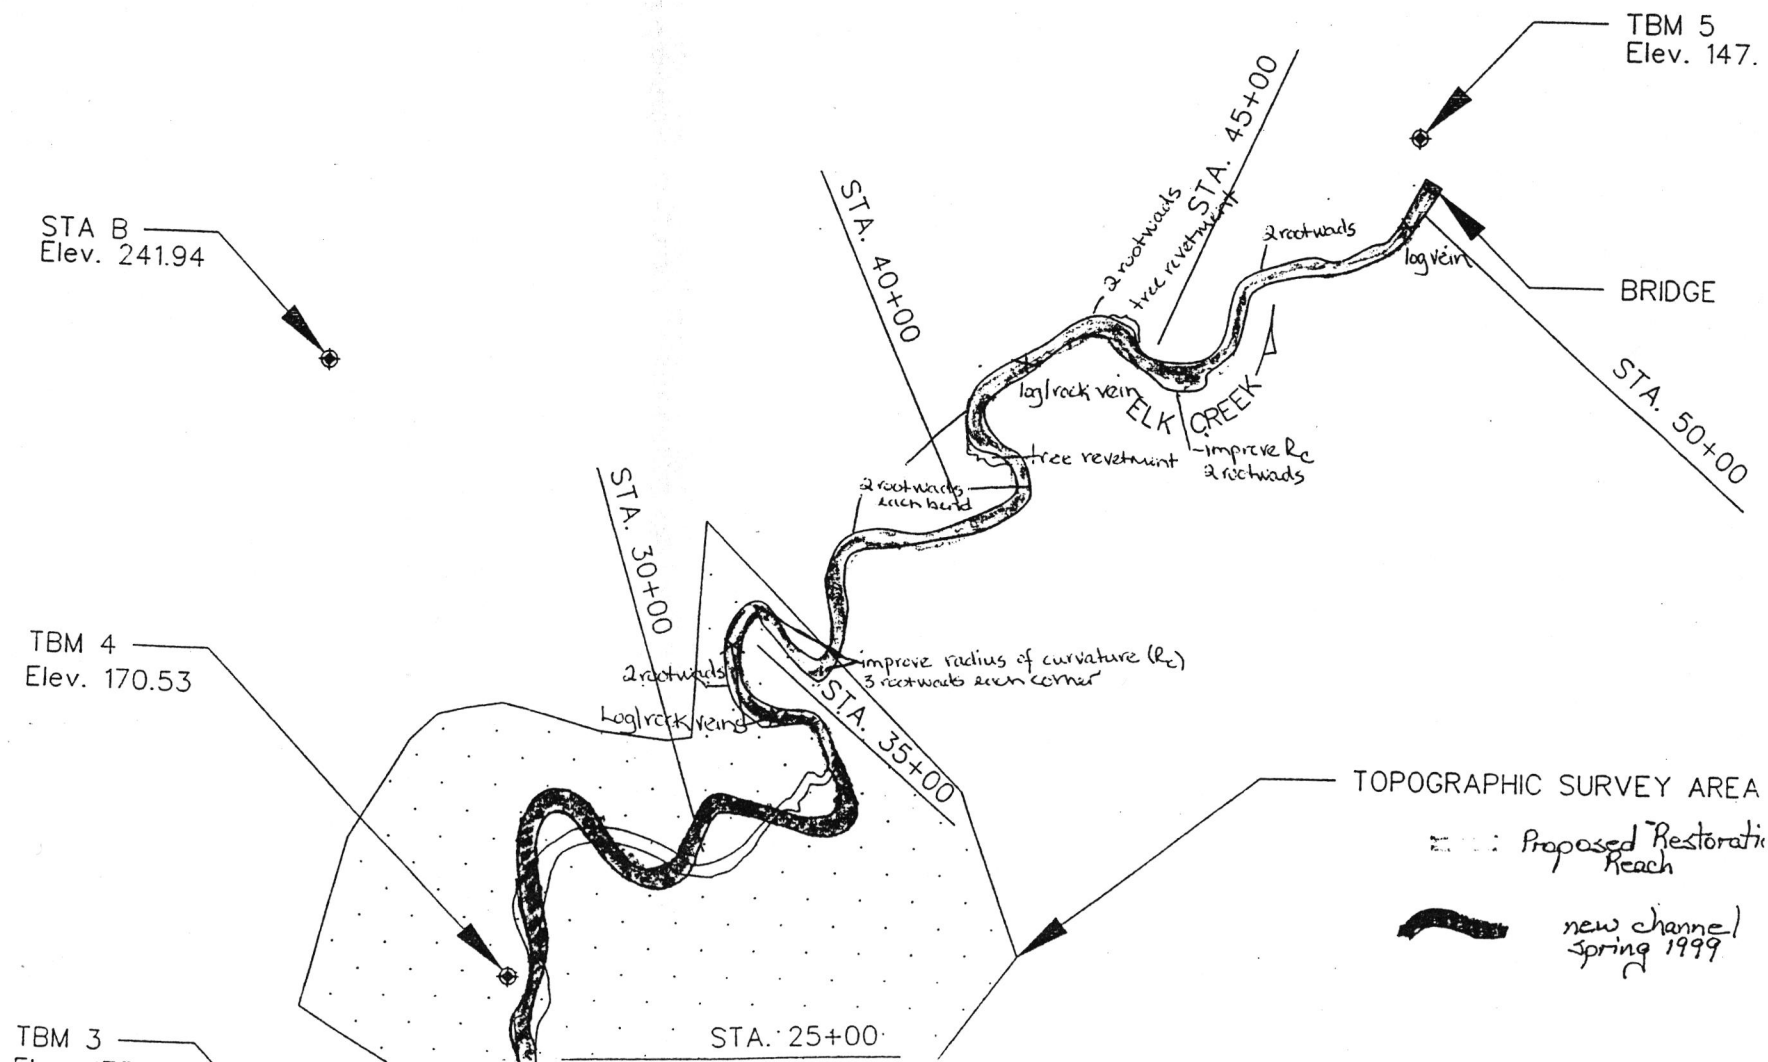 TBM 5
Elev. 147.
STA. 45+00
STA B
Elev. 241.94
STA. 40+00
2 rootwads
tree revetment
2 rootwads
log vein
BRIDGE
STA. 50+00
log/rock vein
ELK CREEK
tree revetmint
improve Rc
2 rootwads
2 rootwads
each bend
STA. 30+00
TBM 4
Elev. 170.53
improve radius of curvature (Rc)
3 rootwads each corner
2 rootwads
Log/rock veins
STA. 35+00
TOPOGRAPHIC SURVEY AREA
Proposed Restoratio
Reach
new channel
spring 1999
STA. 25+00
TBM 3